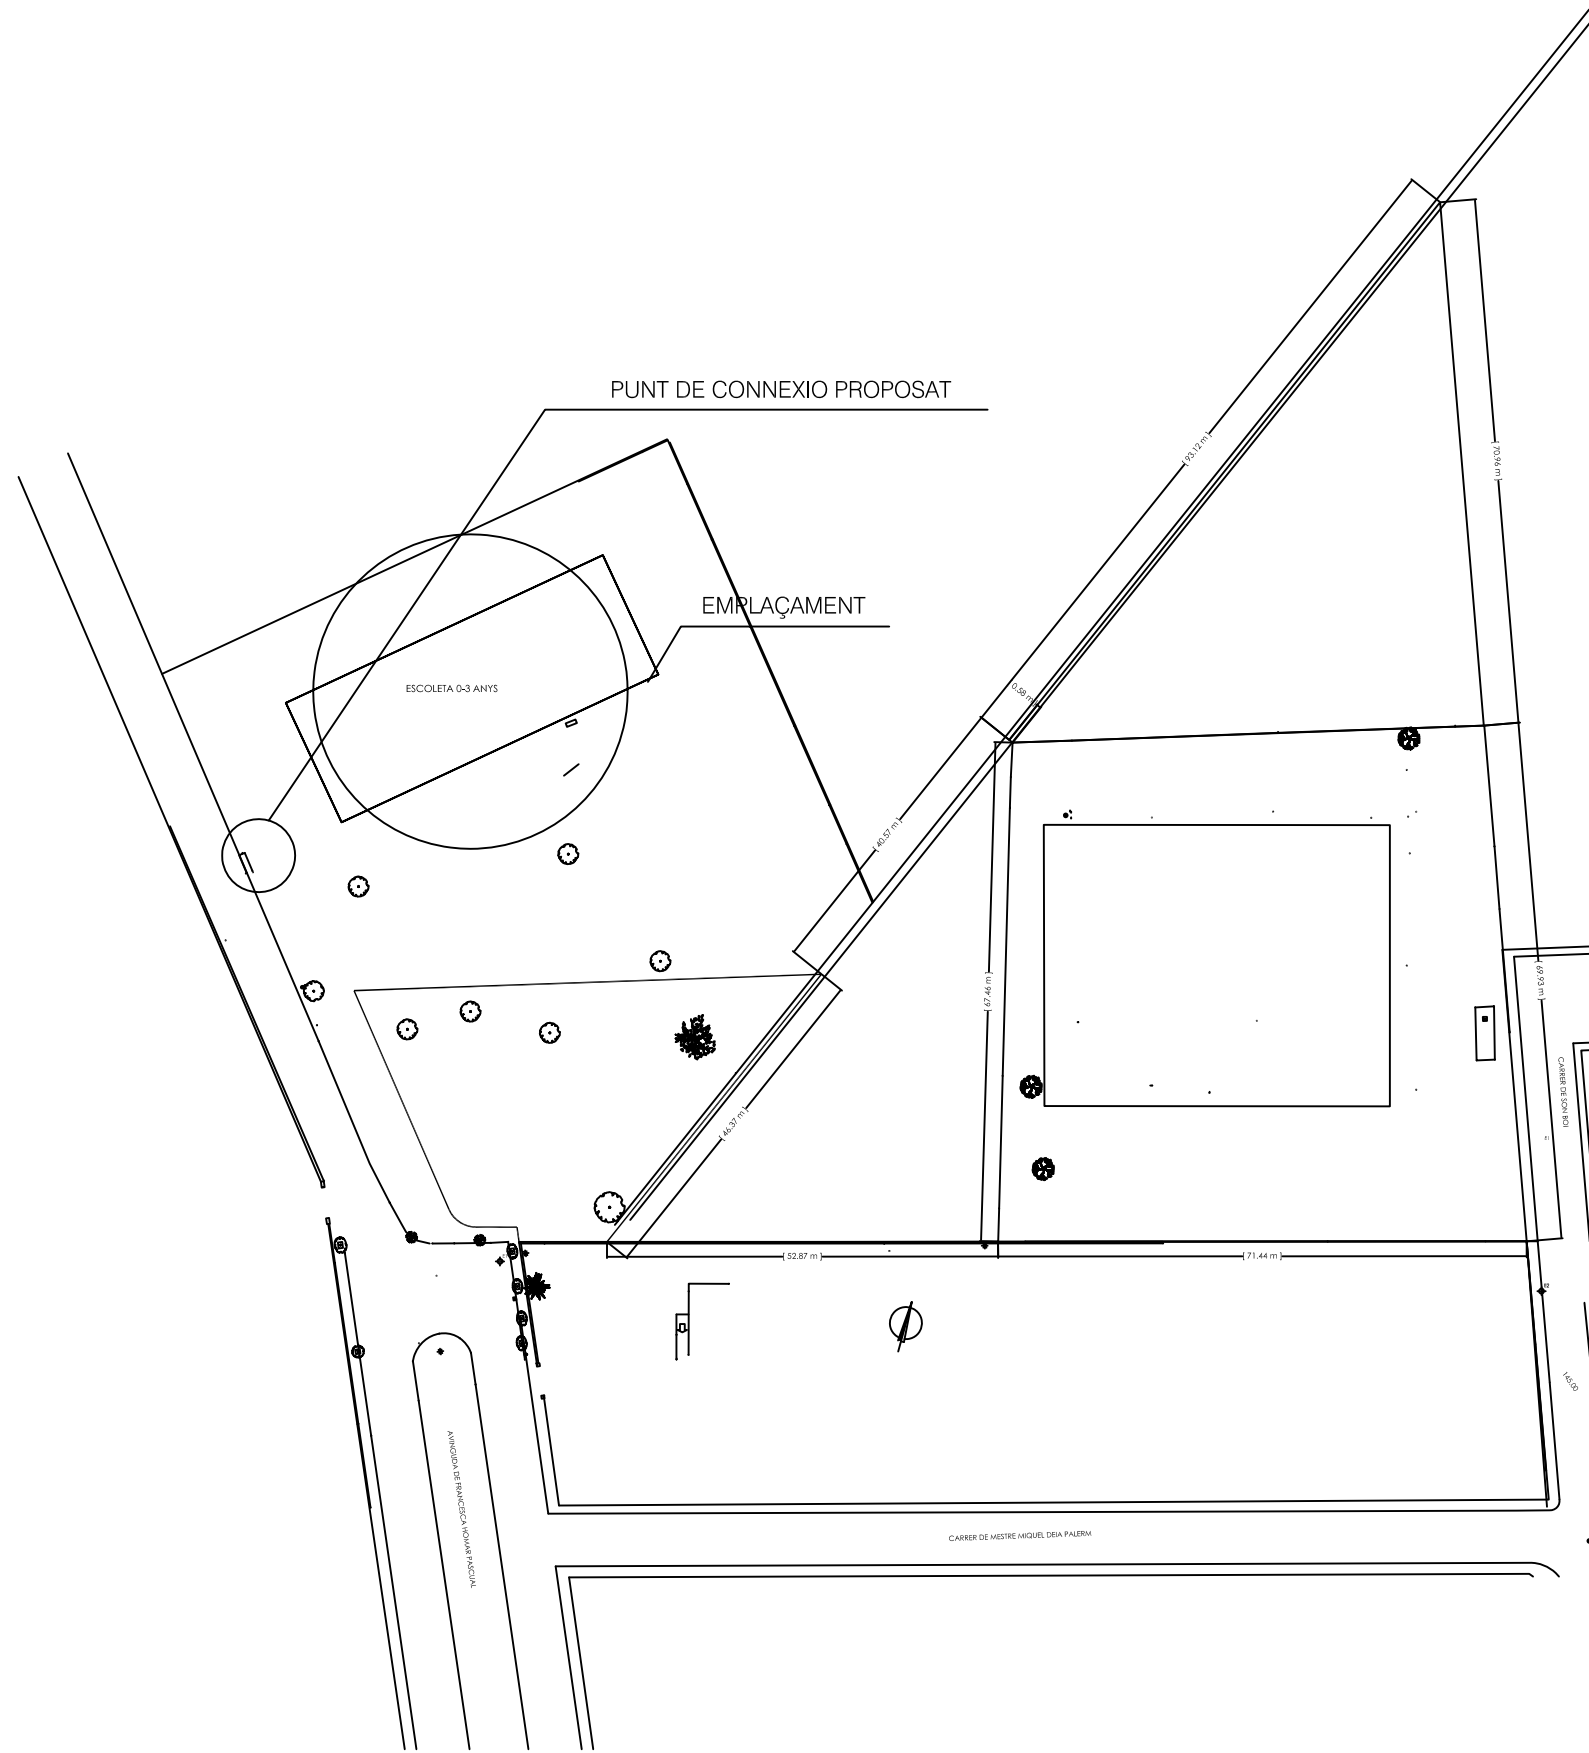 PUNT DE CONNEXIO PROPOSAT
[ 93.12 m ]
[ 70.96 m ]
EMPLAÇAMENT
ESCOLETA 0-3 ANYS
0.58 m
[ 40.57 m ]
[ 67.46 m ]
[ 69.93 m ]
CARRER DE SON BOI
[ 46.37 m ]
[ 52.87 m ]
[ 71.44 m ]
145.00
AVINGUDA DE FRANCESCA HOMAR PASCUAL
CARRER DE MESTRE MIQUEL DEIA PALERM